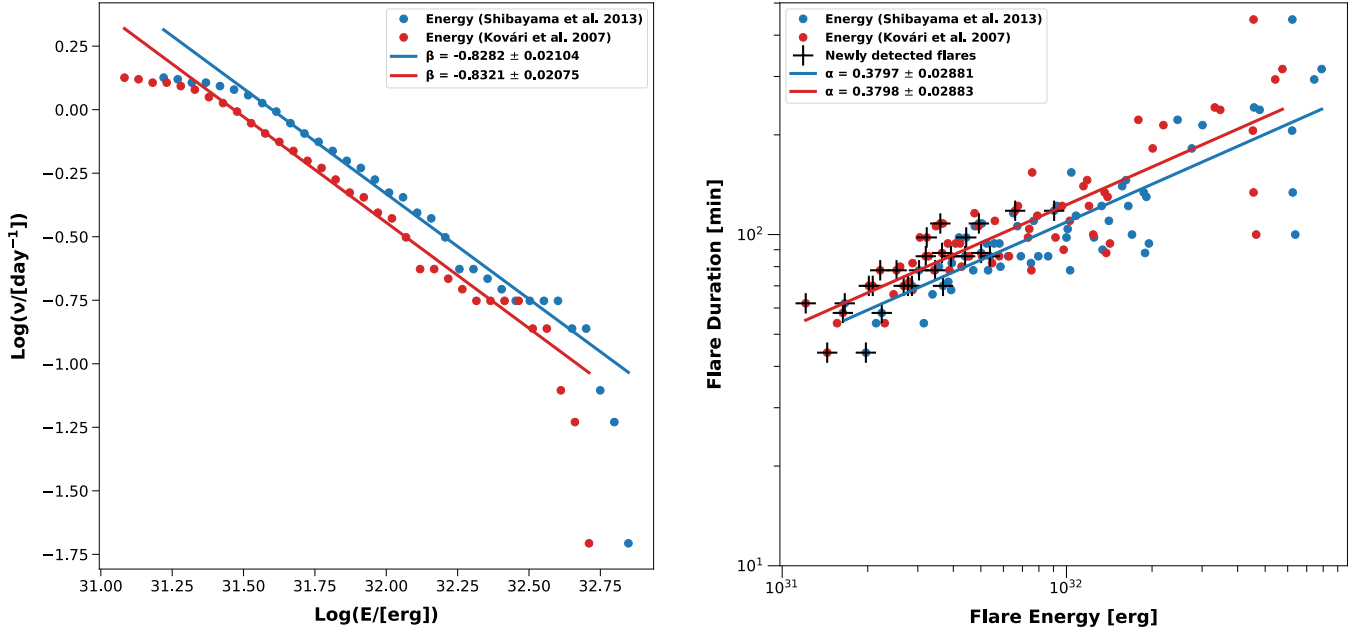 Energy (Shibayama et al. 2013)
Energy (Kovári et al. 2007)
β = -0.8282 ± 0.02104
β = -0.8321 ± 0.02075
0.25
0.00
−0.25
−0.50
−0.75
−1.00
−1.25
−1.50
−1.75
Log(ν/[day⁻¹])
31.00
31.25
31.50
31.75
32.00
32.25
32.50
32.75
Log(E/[erg])
Energy (Shibayama et al. 2013)
Energy (Kovári et al. 2007)
Newly detected flares
α = 0.3797 ± 0.02881
α = 0.3798 ± 0.02883
10²
10¹
Flare Duration [min]
10³¹
10³²
Flare Energy [erg]